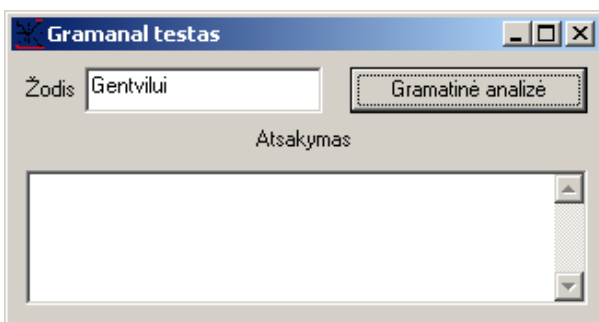 Gramanal testas
Žodis Gentvilui Gramatinė analizė
Atsakymas